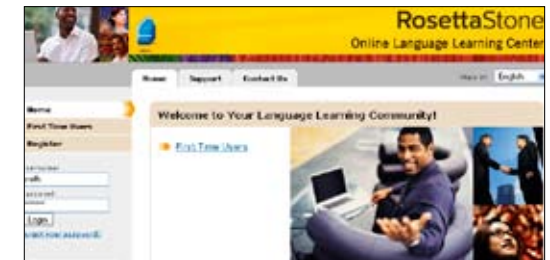 RosettaStone
Online Language Learning Center
Home Support Contact Us
English
Home
First Time Users
Register
Login
Welcome to Your Language Learning Community!
First Time Users